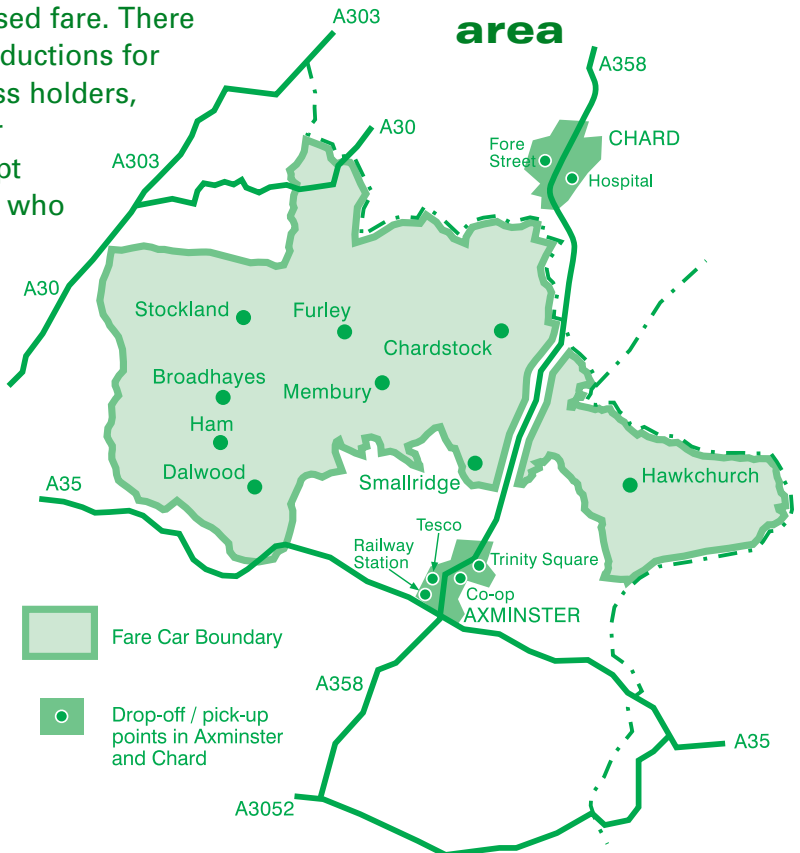 sed fare. There
ductions for
ss holders,
pt
who
area
A303
A358
A30
CHARD
Fore
Street
Hospital
A303
A30
Stockland
Furley
Chardstock
Broadhayes
Membury
Ham
Dalwood
Smallridge
Hawkchurch
A35
Tesco
Railway
Station
Trinity Square
Co-op
AXMINSTER
Fare Car Boundary
A358
Drop-off / pick-up
points in Axminster
and Chard
A35
A3052